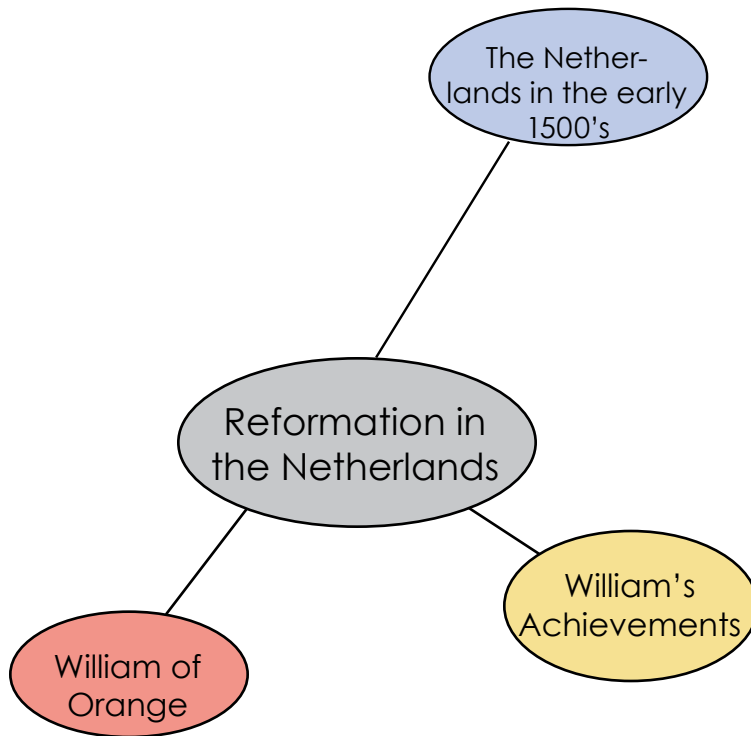 The Nether-
lands in the early
1500's
Reformation in
the Netherlands
William's
Achievements
William of
Orange